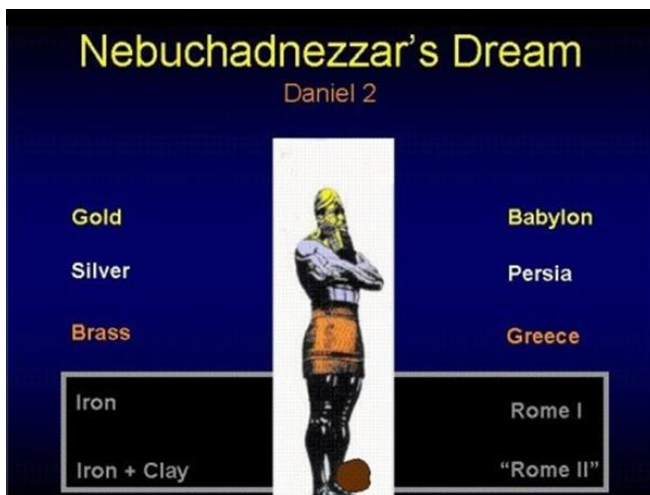 Nebuchadnezzar's Dream
Daniel 2
Gold Babylon
Silver Persia
Brass Greece
Iron Rome I
Iron + Clay “Rome II”